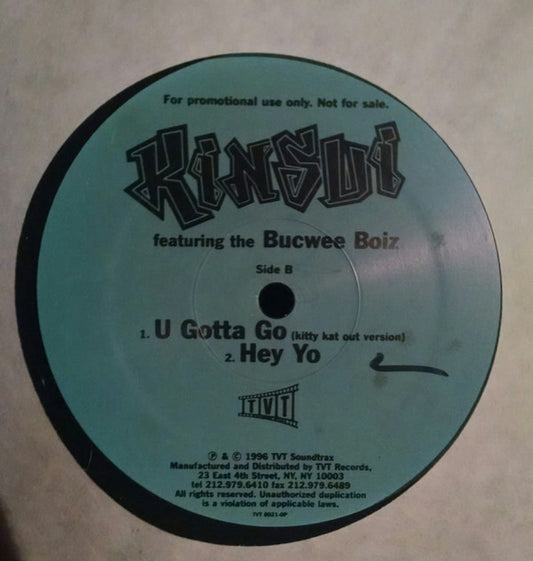 For promotional use only. Not for sale.
KiNSUi
featuring the Bucwee Boiz
Side B
1. U Gotta Go (kitty kat out version)
2. Hey Yo
TVT
℗ & © 1996 TVT Soundtrax
Manufactured and Distributed by TVT Records,
23 East 4th Street, NY, NY 10003
tel 212.979.6410 fax 212.979.6489
All rights reserved. Unauthorized duplication
is a violation of applicable laws.
TVT 8021-0P